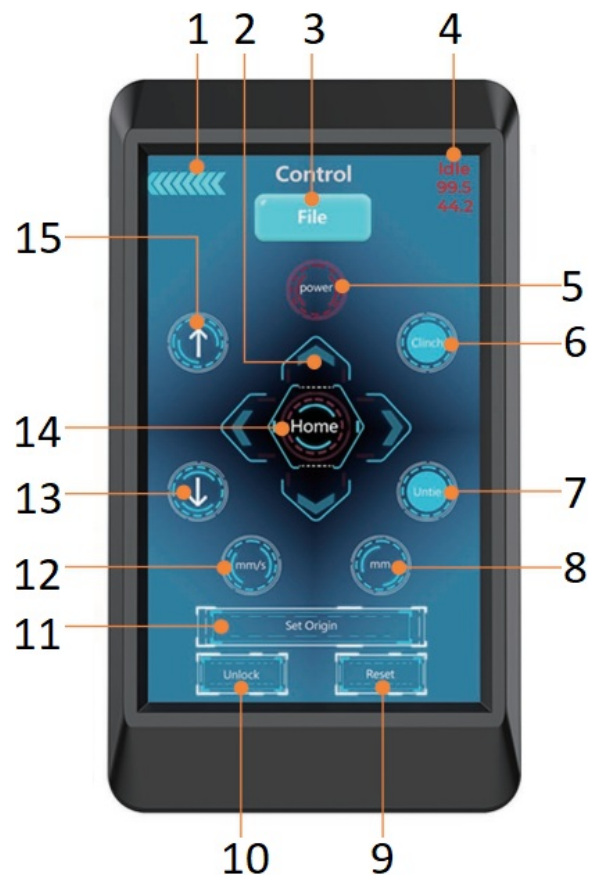 1 2 3 4
Control
Idle
99.5
44.2
File
15
power
5
Clinch
6
14
Home
13
Untie
7
12
mm/s
mm
8
11
Set Origin
Unlock
Reset
10
9